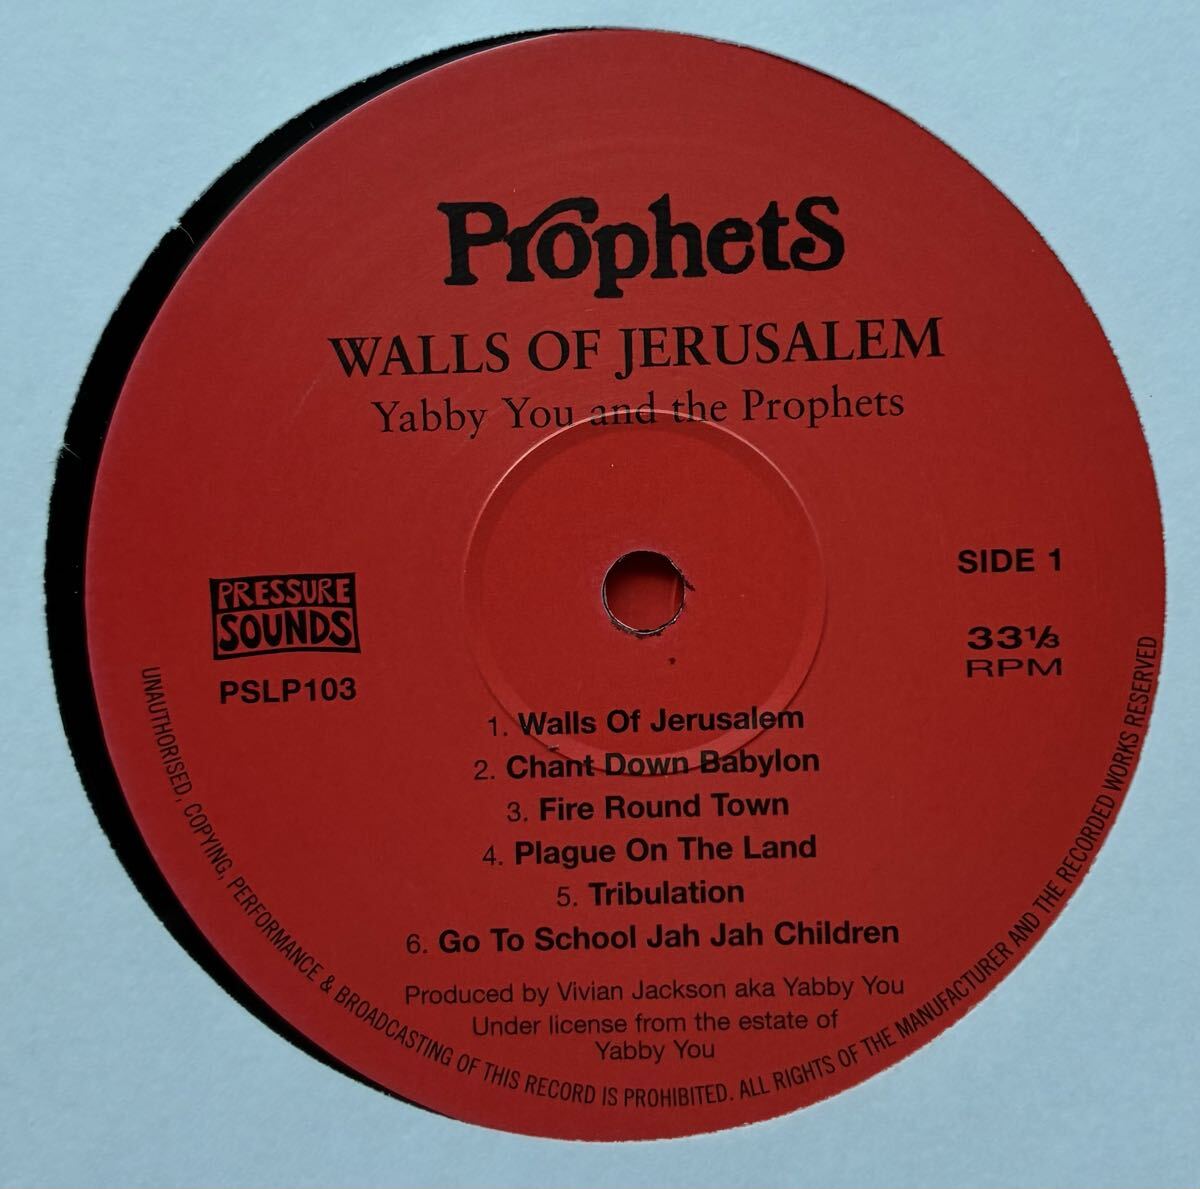 Prophets
WALLS OF JERUSALEM
Yabby You and the Prophets
PRESSURE
SOUNDS
PSLP103
SIDE 1
33⅓
RPM
1. Walls Of Jerusalem
2. Chant Down Babylon
3. Fire Round Town
4. Plague On The Land
5. Tribulation
6. Go To School Jah Jah Children
Produced by Vivian Jackson aka Yabby You
Under license from the estate of
Yabby You
UNAUTHORISED, COPYING, PERFORMANCE & BROADCASTING OF THIS RECORD IS PROHIBITED. ALL RIGHTS OF THE MANUFACTURER AND THE RECORDED WORKS RESERVED